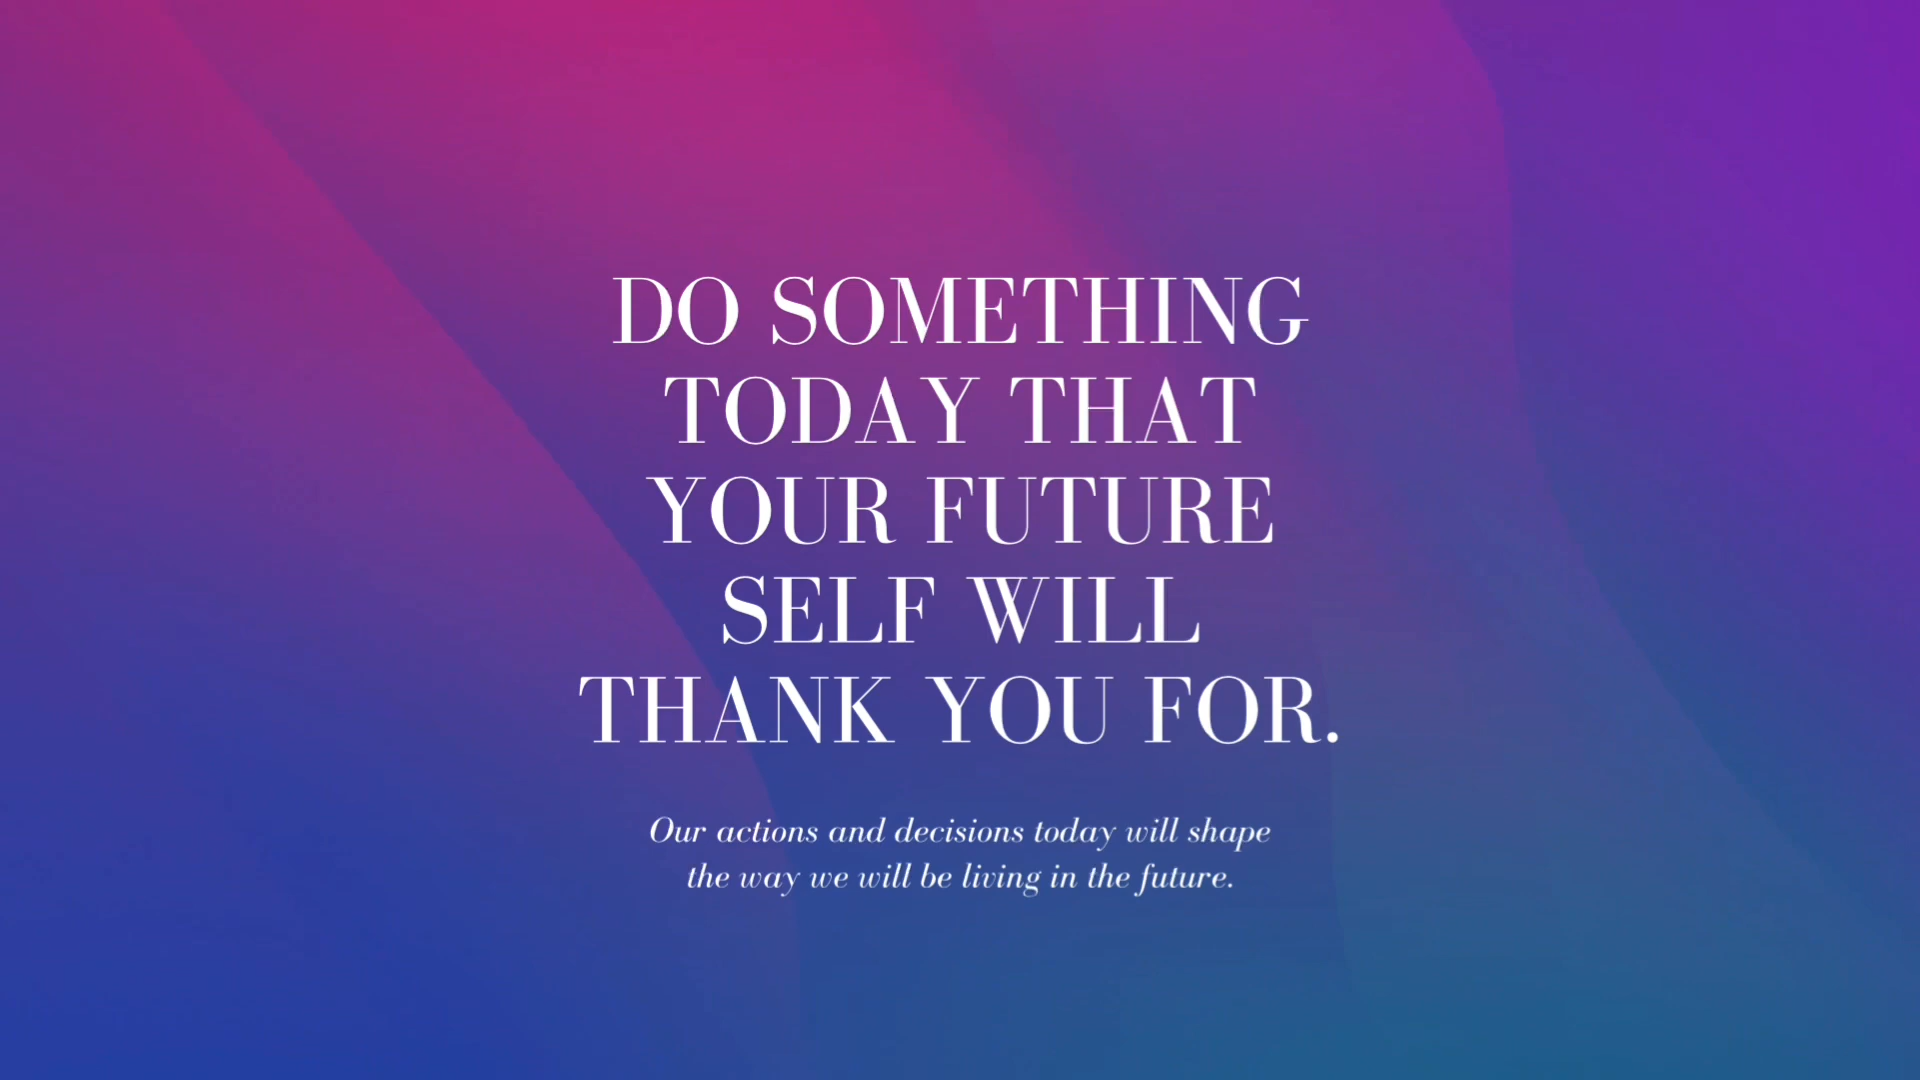 DO SOMETHING
TODAY THAT
YOUR FUTURE
SELF WILL
THANK YOU FOR.
Our actions and decisions today will shape
the way we will be living in the future.